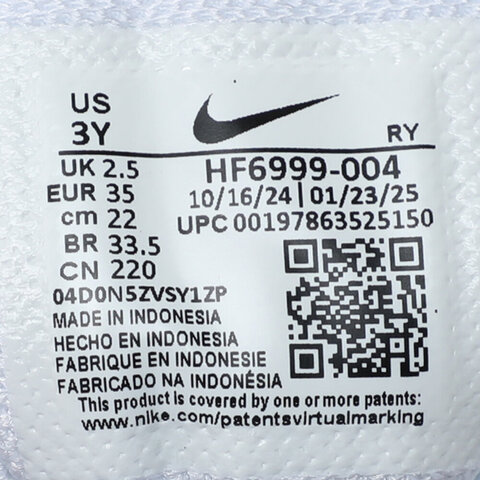 US
3Y
RY
UK 2.5
HF6999-004
EUR 35
10/16/24 | 01/23/25
cm 22
UPC 00197863525150
BR 33.5
CN 220
04D0N5ZVSY1ZP
MADE IN INDONESIA
HECHO EN INDONESIA
FABRIQUE EN INDONESIE
FABRICADO NA INDONÉSIA
This product is covered by one or more patents:
www.nike.com/patentsvirtualmarking